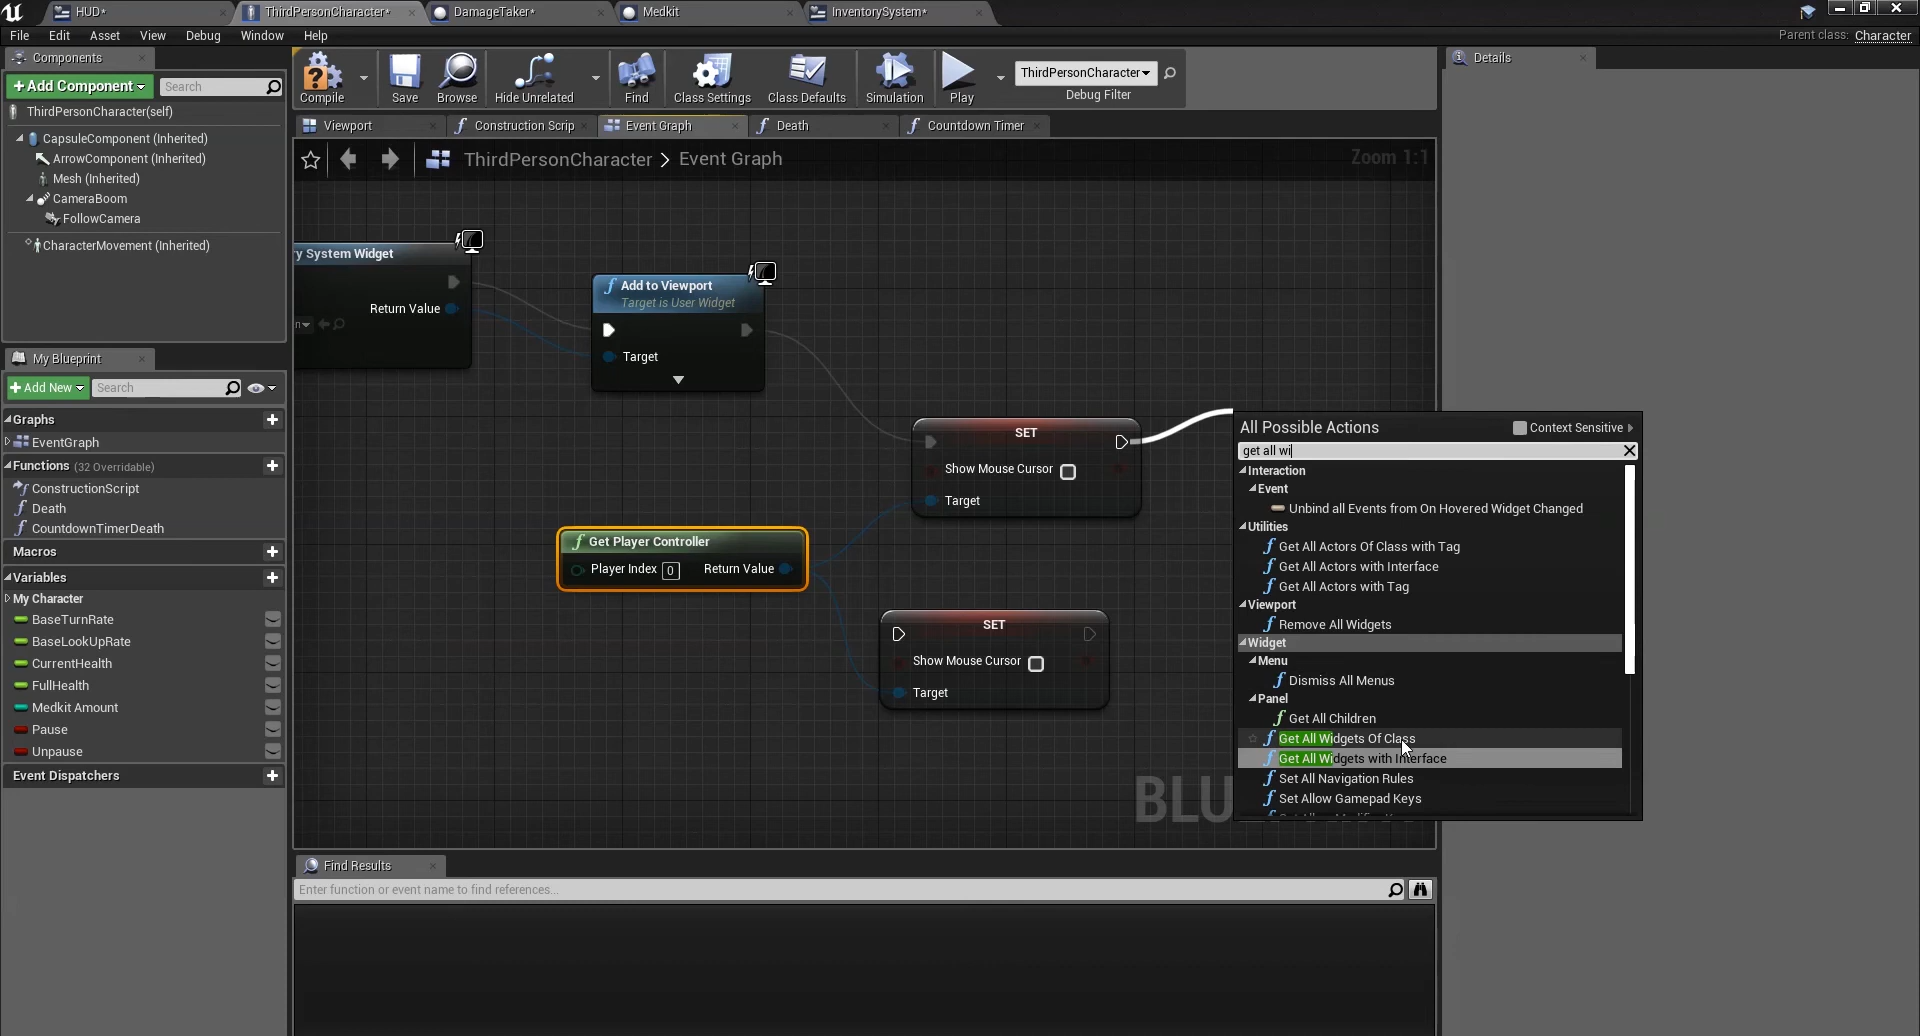 HUD*
ThirdPersonCharacter*
DamageTaker*
Medkit
InventorySystem*
File Edit Asset View Debug Window Help
Parent class: Character
Components
+Add Component
Search
ThirdPersonCharacter(self)
CapsuleComponent (Inherited)
ArrowComponent (Inherited)
Mesh (Inherited)
CameraBoom
FollowCamera
CharacterMovement (Inherited)
My Blueprint
+Add New
Search
Graphs
EventGraph
Functions (32 Overridable)
ConstructionScript
Death
CountdownTimerDeath
Macros
Variables
My Character
BaseTurnRate
BaseLookUpRate
CurrentHealth
FullHealth
Medkit Amount
Pause
Unpause
Event Dispatchers
Compile
Save
Browse
Hide Unrelated
Find
Class Settings
Class Defaults
Simulation
Play
ThirdPersonCharacter
Debug Filter
Viewport
Construction Scrip
Event Graph
Death
Countdown Timer
ThirdPersonCharacter > Event Graph
Zoom 1:1
y System Widget
Return Value
Add to Viewport
Target is User Widget
Target
SET
Show Mouse Cursor
Target
Get Player Controller
Player Index 0 Return Value
SET
Show Mouse Cursor
Target
All Possible Actions
Context Sensitive
get all wi
Interaction
Event
Unbind all Events from On Hovered Widget Changed
Utilities
Get All Actors Of Class with Tag
Get All Actors with Interface
Get All Actors with Tag
Viewport
Remove All Widgets
Widget
Menu
Dismiss All Menus
Panel
Get All Children
Get All Widgets Of Class
Get All Widgets with Interface
Set All Navigation Rules
Set Allow Gamepad Keys
Find Results
Enter function or event name to find references...
Details